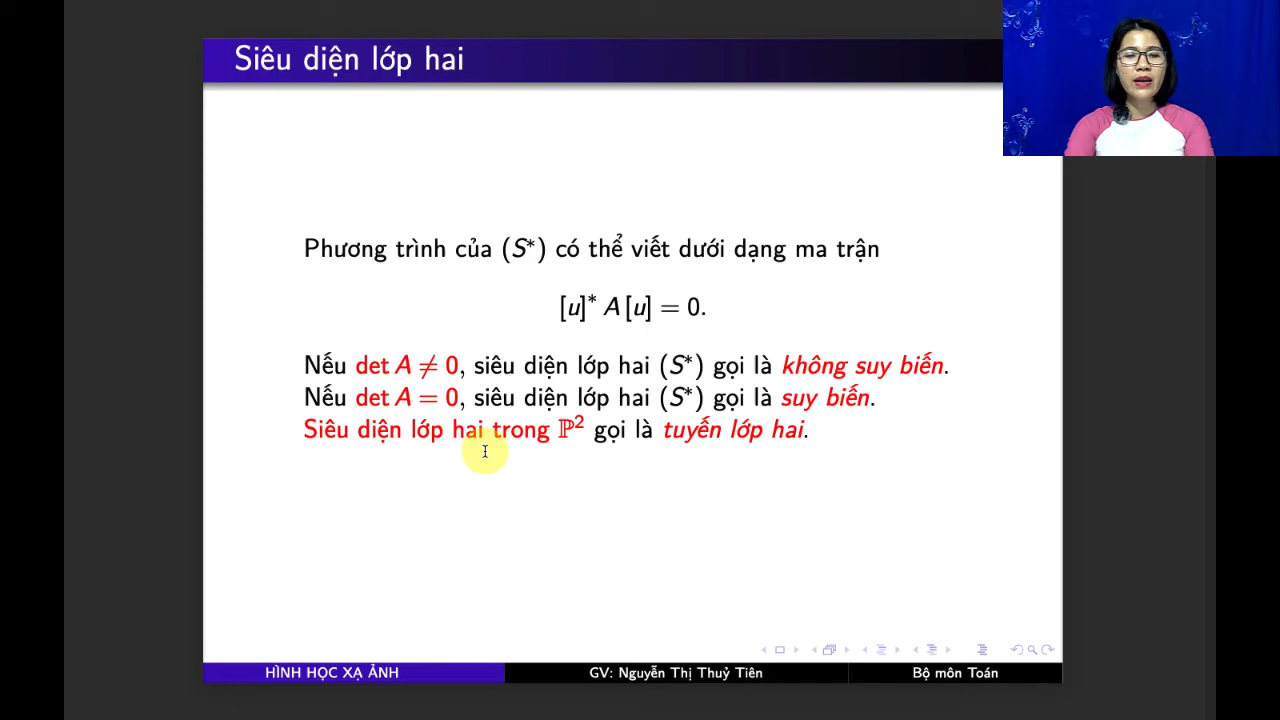 Siêu diện lớp hai
Phương trình của (S*) có thể viết dưới dạng ma trận
[u]* A [u] = 0.
Nếu det A ≠ 0, siêu diện lớp hai (S*) gọi là không suy biến.
Nếu det A = 0, siêu diện lớp hai (S*) gọi là suy biến.
Siêu diện lớp hai trong ℙ² gọi là tuyến lớp hai.
HÌNH HỌC XẠ ẢNH
GV: Nguyễn Thị Thuỷ Tiên
Bộ môn Toán